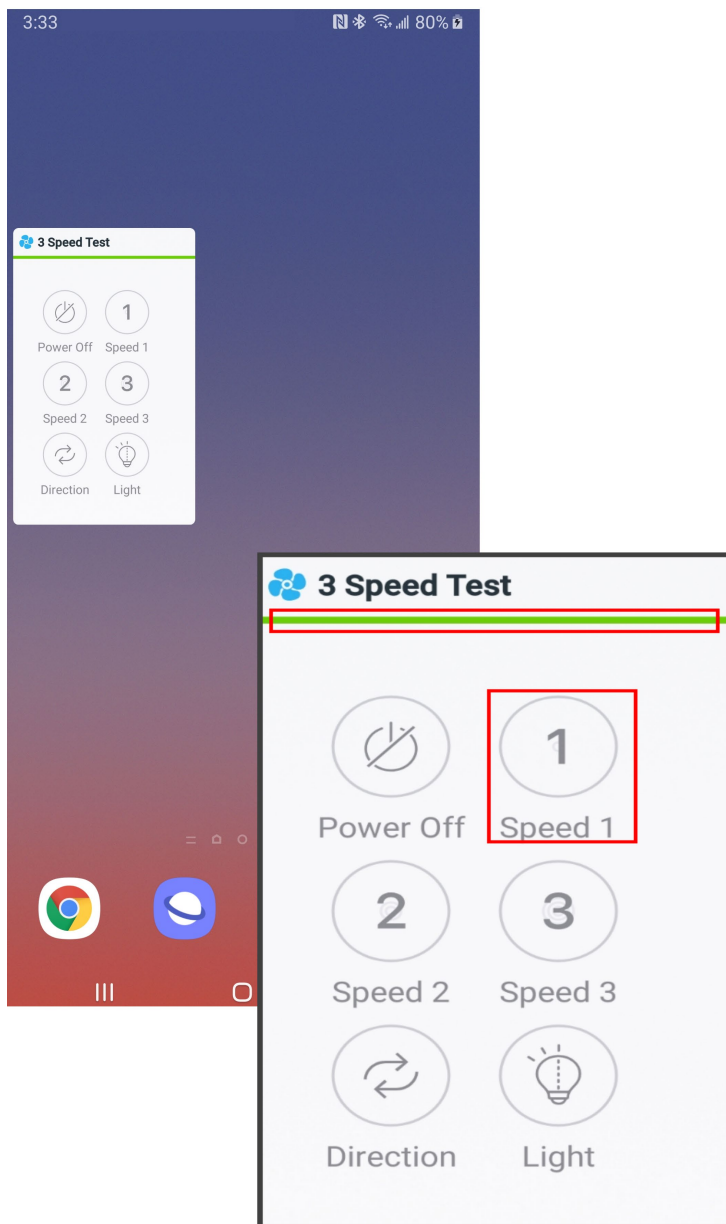 3:33 80%
3 Speed Test
1
Power Off Speed 1
2 3
Speed 2 Speed 3
Direction Light
3 Speed Test
1
Power Off Speed 1
2 3
Speed 2 Speed 3
Direction Light